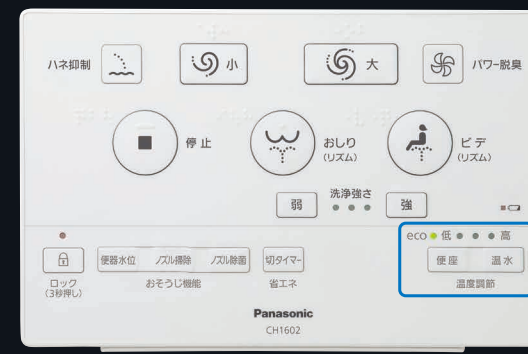 ハネ抑制
小
大
パワー脱臭
停止
おしり
(リズム)
ビデ
(リズム)
洗浄強さ
弱
強
eco 低 高
便器水位 ノズル掃除 ノズル除菌
切タイマー
便座 温水
ロック
(3秒押し)
おそうじ機能
省エネ
温度調節
Panasonic
CH1602